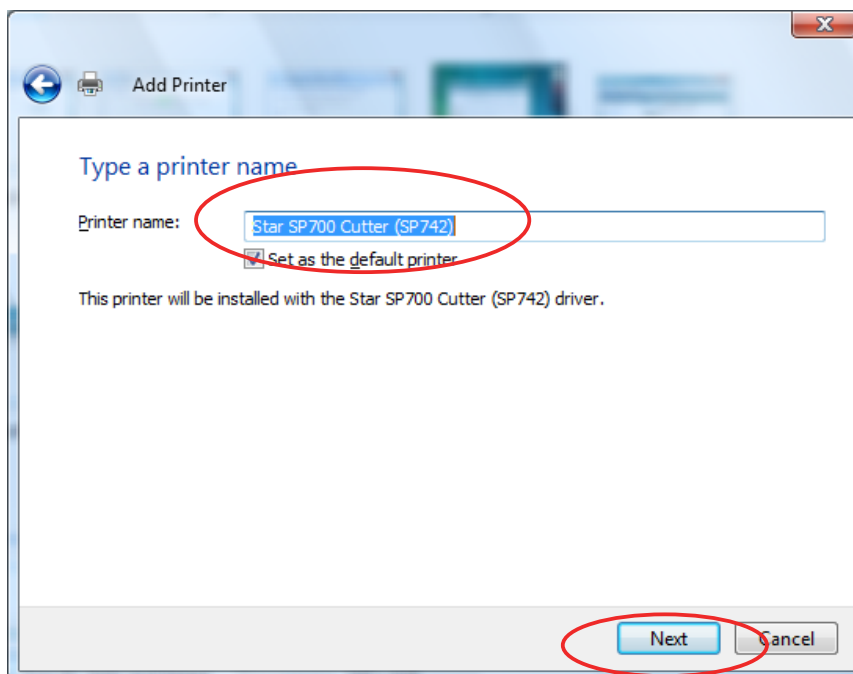 Add Printer
Type a printer name
Printer name: Star SP700 Cutter (SP742)
Set as the default printer
This printer will be installed with the Star SP700 Cutter (SP742) driver.
Next Cancel